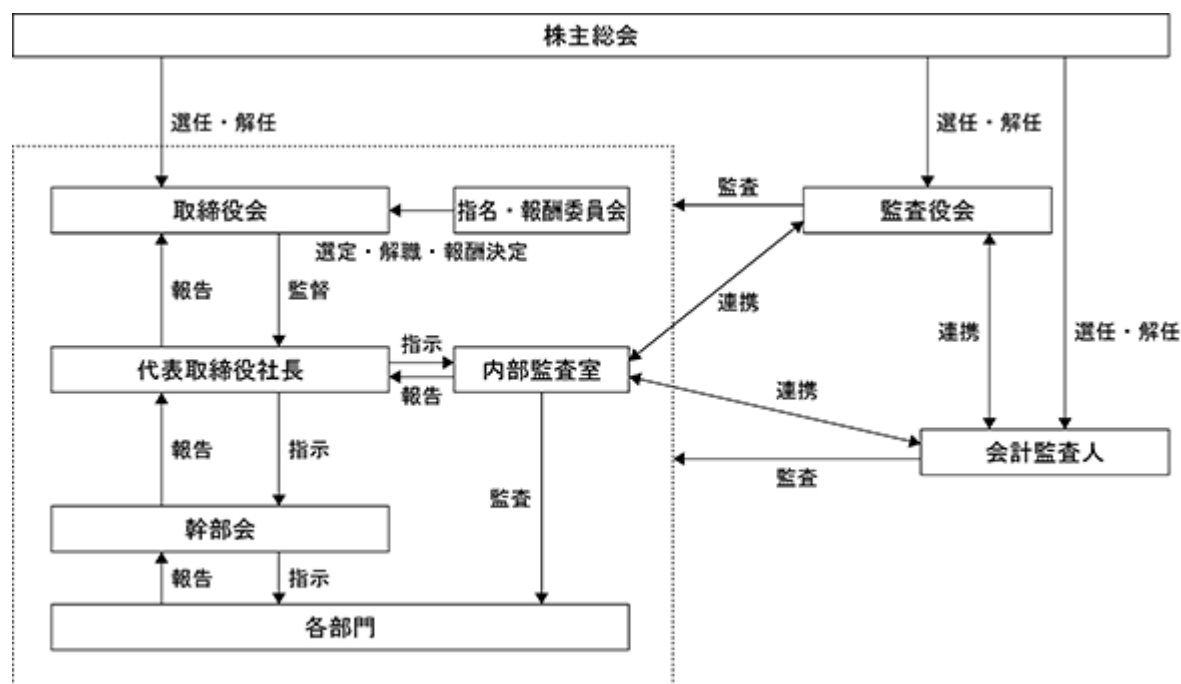 株主総会
選任・解任
選任・解任
取締役会
指名・報酬委員会
監査
監査役会
選定・解職・報酬決定
報告
監督
連携
連携
選任・解任
代表取締役社長
指示
報告
内部監査室
連携
報告
指示
会計監査人
監査
監査
幹部会
報告
指示
各部門